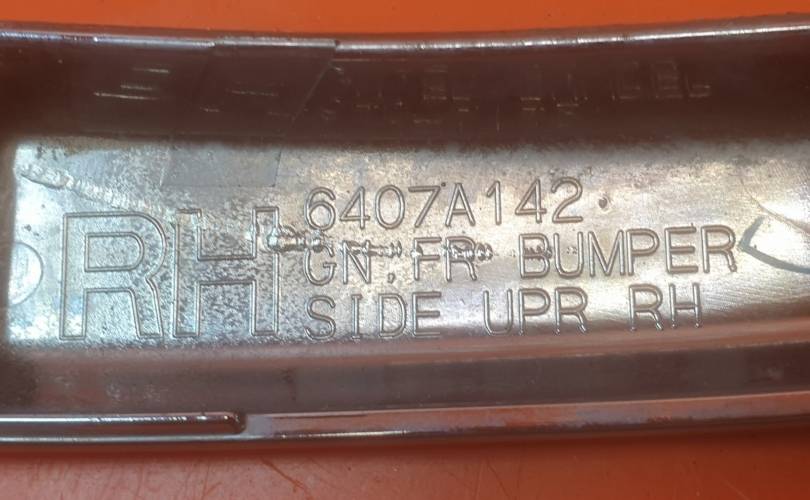 RH
6407A142
GN, FR BUMPER
SIDE UPR RH